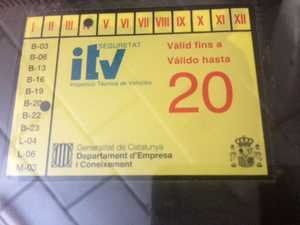 I II III V VI VII VIII IX X XI XII
B-03
B-06
B-13
B-16
B-19
B-20
B-22
B-23
L-04
L-06
M-03
SEGURETAT
itv
Inspecció Tècnica de Vehicles
Vàlid fins a
Válido hasta
20
Generalitat de Catalunya
Departament d'Empresa
i Coneixement